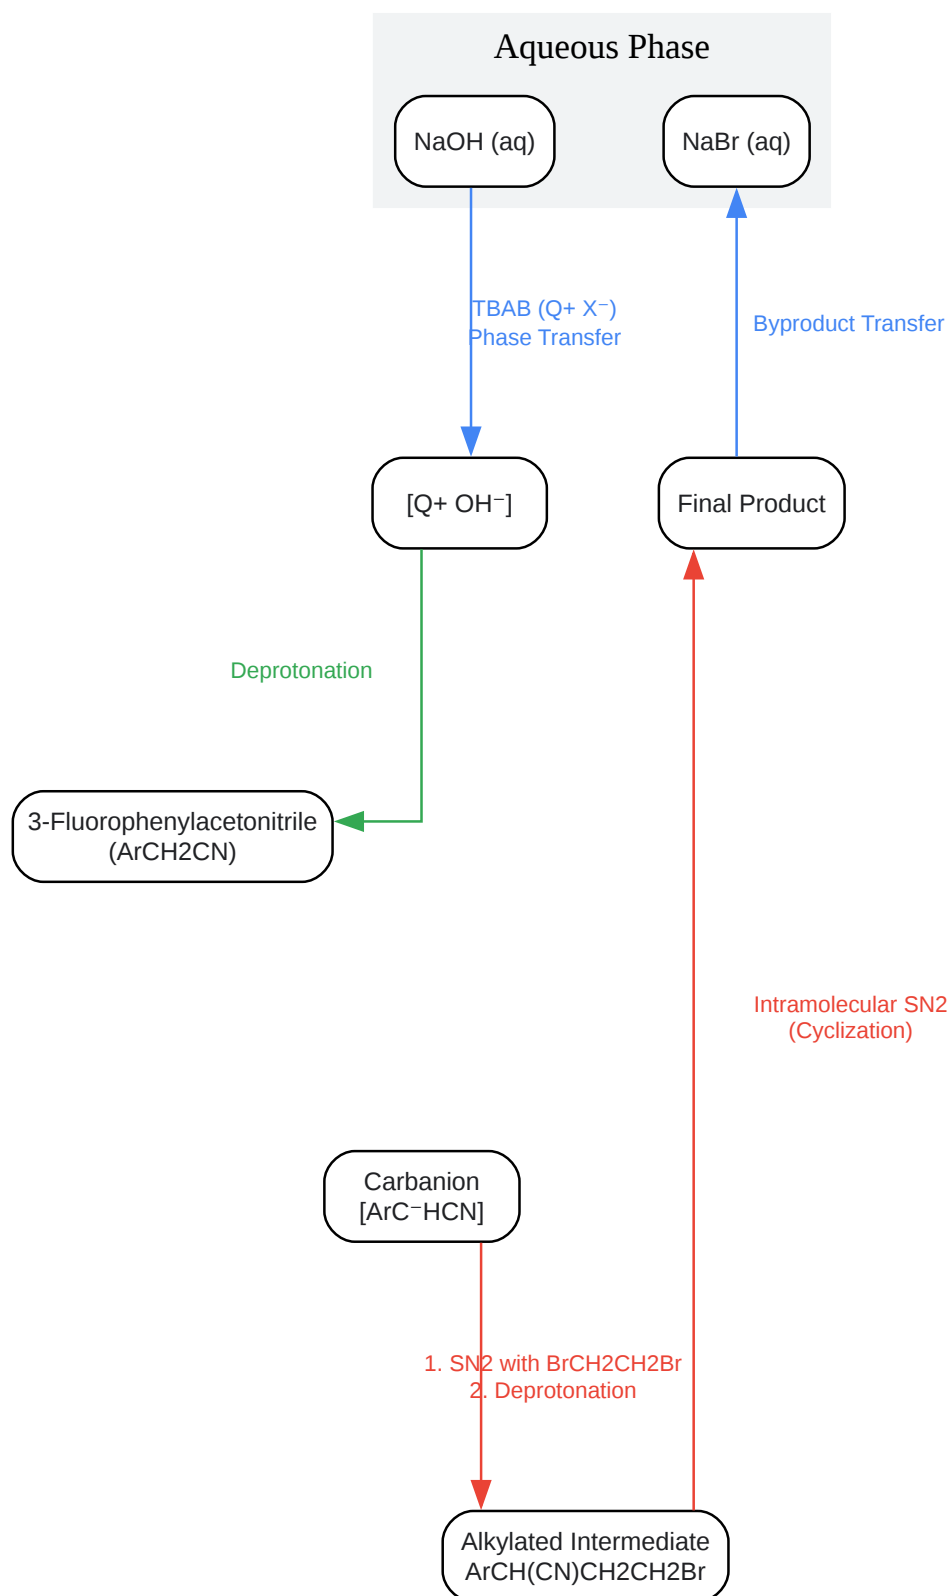 Aqueous Phase
NaOH (aq)
NaBr (aq)
TBAB (Q+ X⁻)
Phase Transfer
Byproduct Transfer
[Q+ OH⁻]
Final Product
Deprotonation
3-Fluorophenylacetonitrile
(ArCH2CN)
Intramolecular SN2
(Cyclization)
Carbanion
[ArC⁻HCN]
1. SN2 with BrCH2CH2Br
2. Deprotonation
Alkylated Intermediate
ArCH(CN)CH2CH2Br